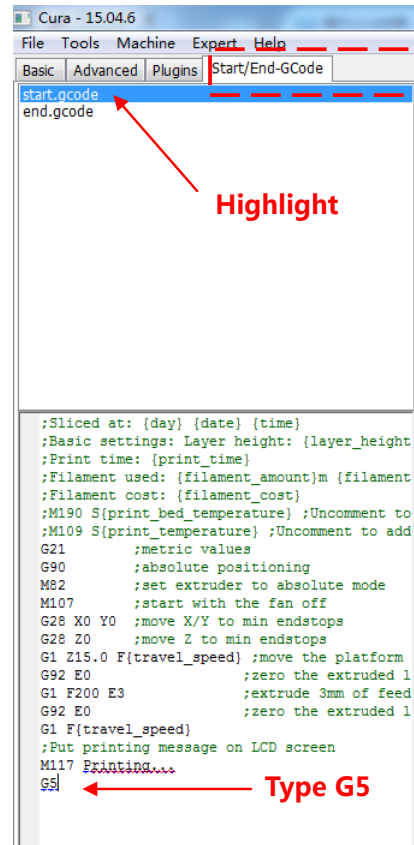 Cura - 15.04.6
File Tools Machine Expert Help
Basic Advanced Plugins Start/End-GCode
start.gcode
end.gcode
Highlight
;Sliced at: {day} {date} {time}
;Basic settings: Layer height: {layer_height
;Print time: {print_time}
;Filament used: {filament_amount}m {filament
;Filament cost: {filament_cost}
;M190 S{print_bed_temperature} ;Uncomment to
;M109 S{print_temperature} ;Uncomment to add
G21 ;metric values
G90 ;absolute positioning
M82 ;set extruder to absolute mode
M107 ;start with the fan off
G28 X0 Y0 ;move X/Y to min endstops
G28 Z0 ;move Z to min endstops
G1 Z15.0 F{travel_speed} ;move the platform
G92 E0 ;zero the extruded l
G1 F200 E3 ;extrude 3mm of feed
G92 E0 ;zero the extruded l
G1 F{travel_speed}
;Put printing message on LCD screen
M117 Printing...
G5
Type G5